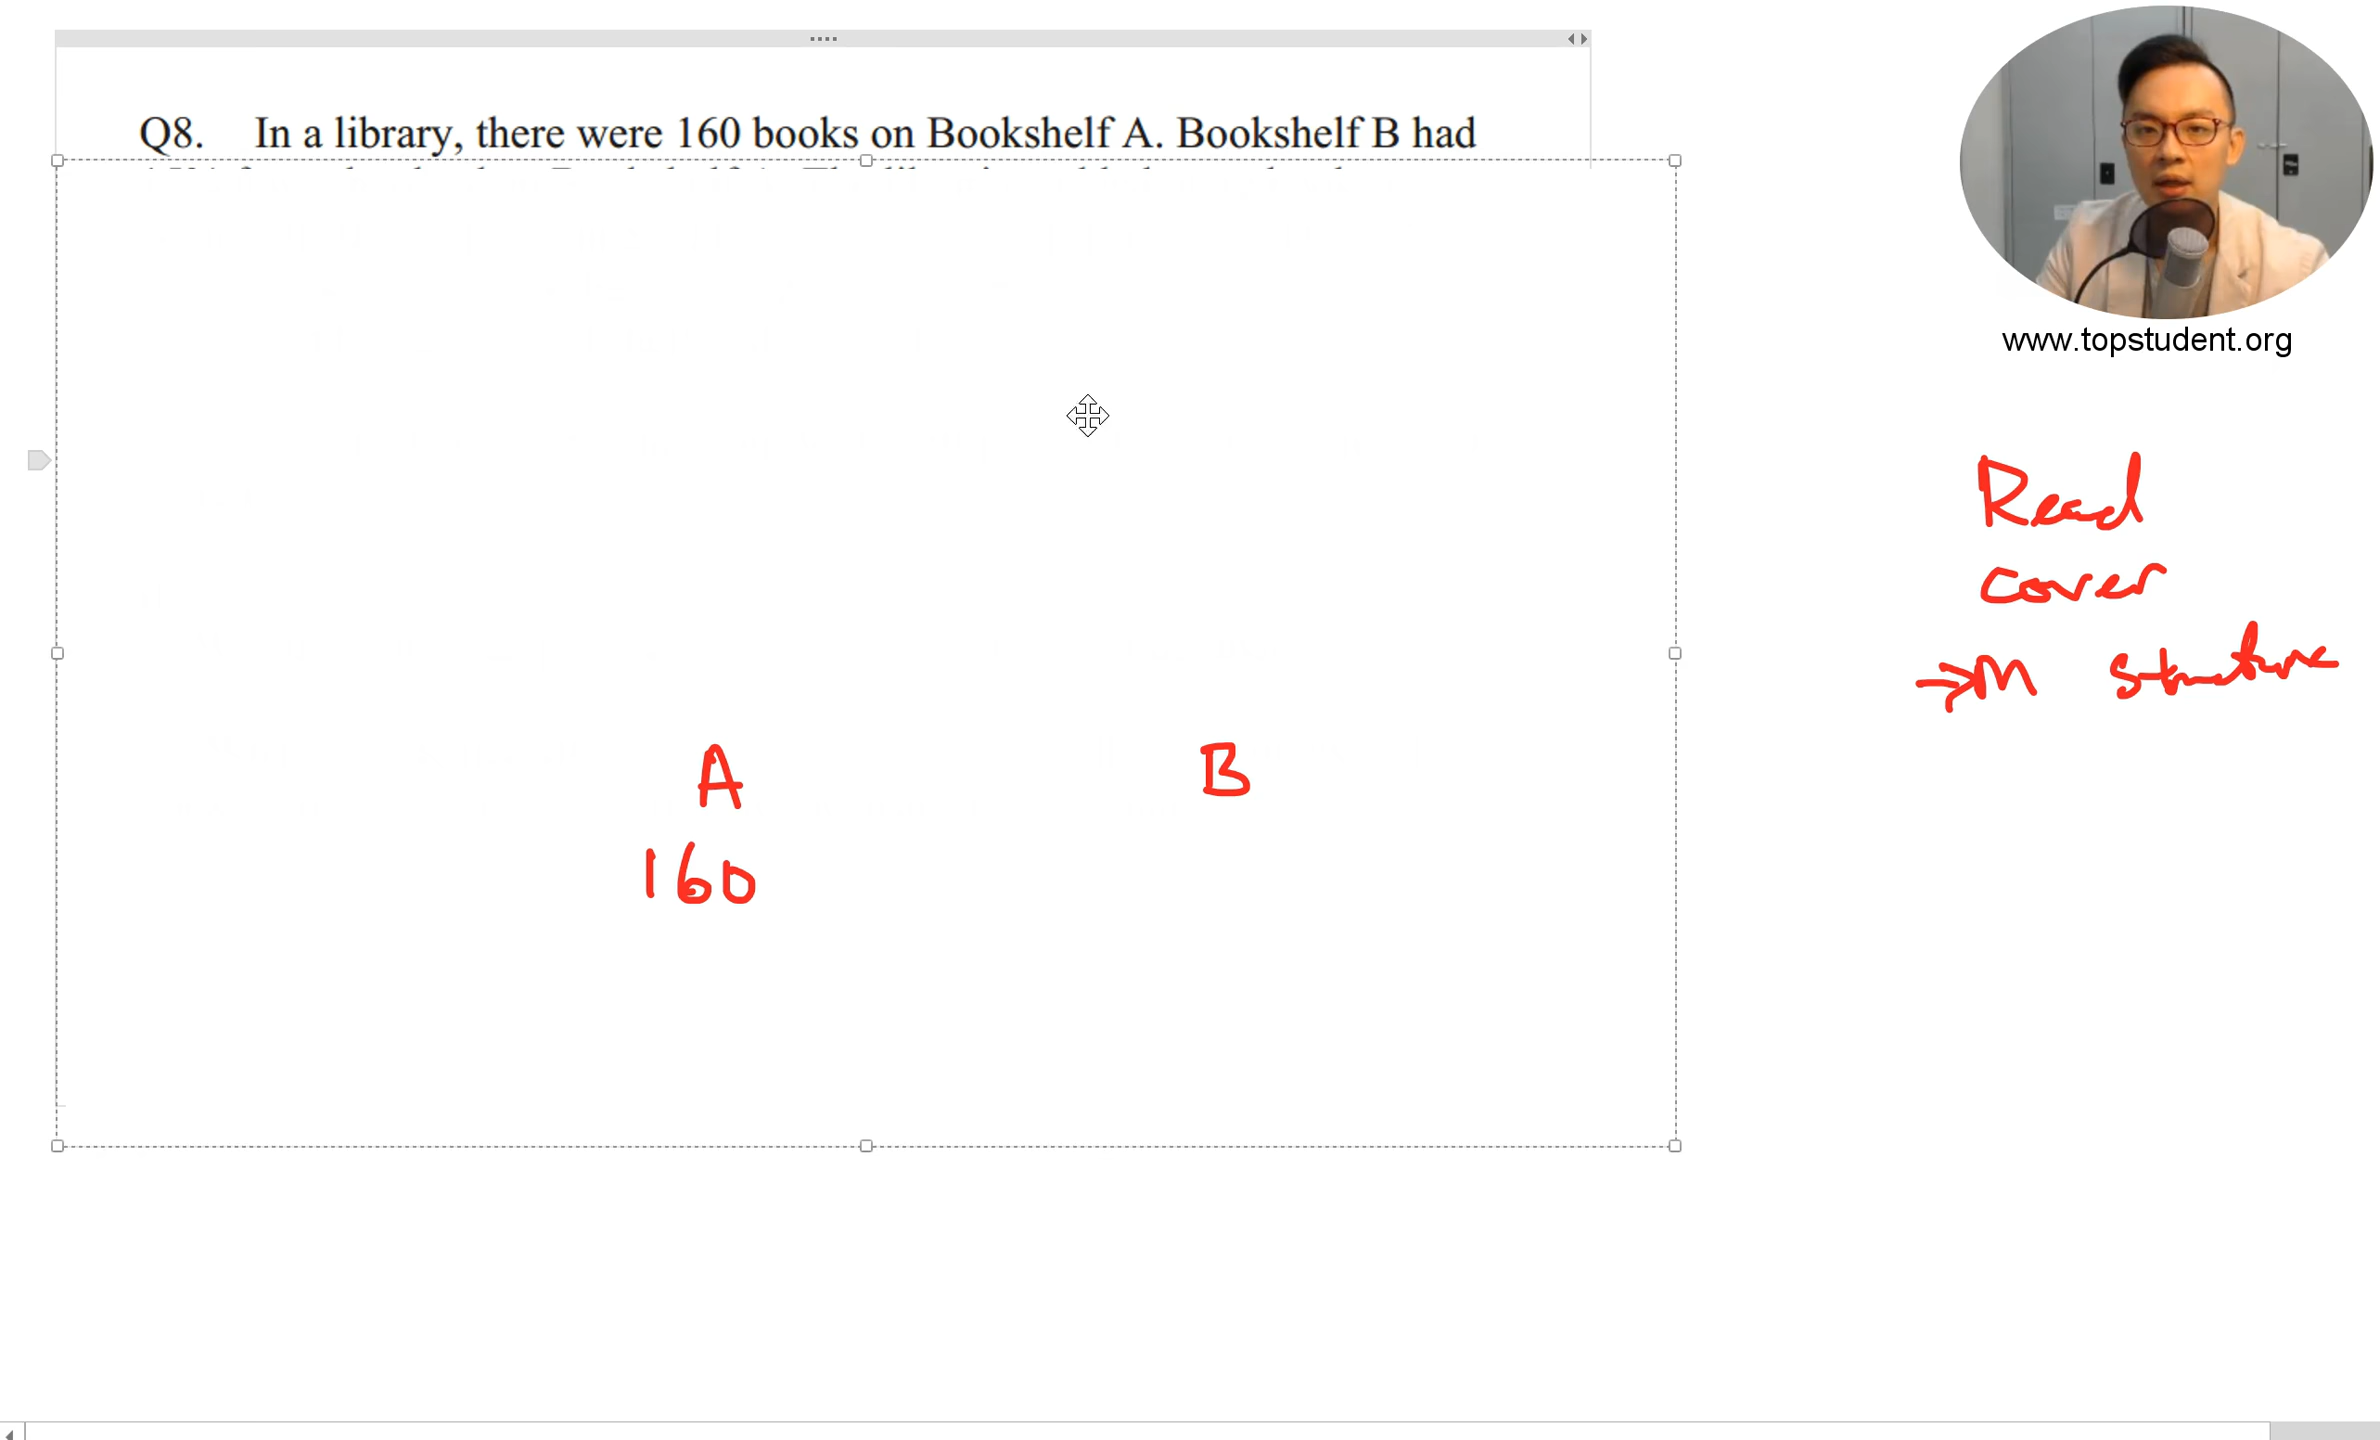 Q8. In a library, there were 160 books on Bookshelf A. Bookshelf B had
www.topstudent.org
Read
cover
→M structure
A B
160